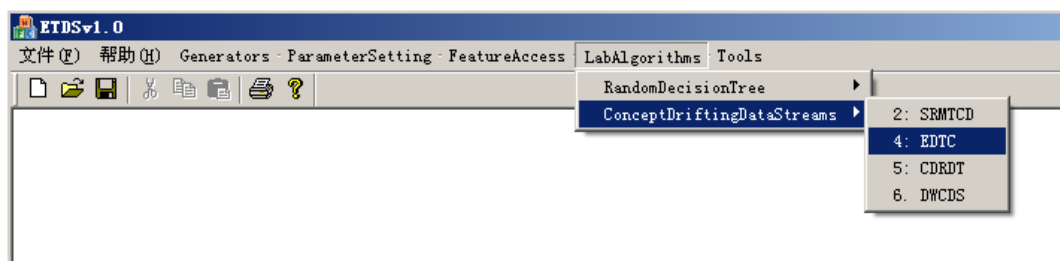 ETDSv1.0
文件(F) 帮助(H) Generators ParameterSetting FeatureAccess LabAlgorithms Tools
RandomDecisionTree
ConceptDriftingDataStreams
2: SRMTCD
4: EDTC
5: CDRDT
6. DWCDS